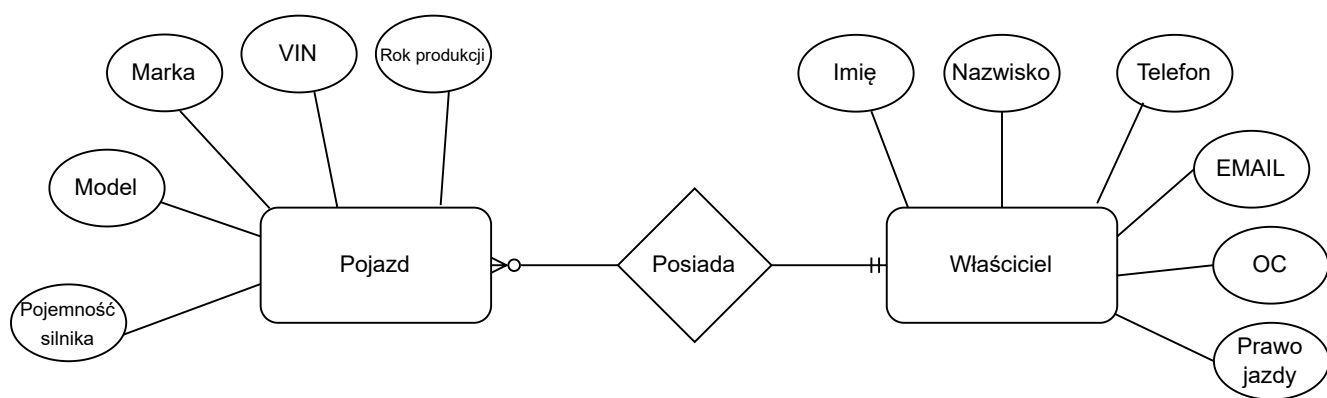 Marka
VIN
Rok produkcji
Imię
Nazwisko
Telefon
Model
EMAIL
Pojazd
Posiada
Właściciel
OC
Pojemność
silnika
Prawo
jazdy